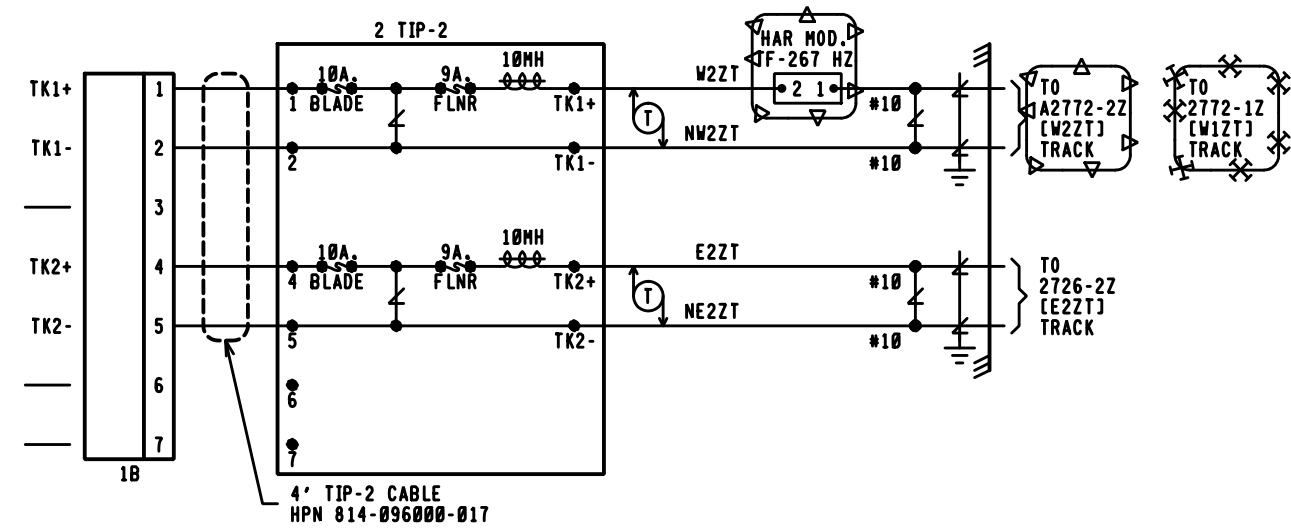 2 TIP-2
HAR MOD.
TF-267 HZ
2 1
TK1+
1
10A.
BLADE
9A.
FLNR
10MH
1
TK1+
W2ZT
#10
T
TO
A2772-2Z
[W2ZT]
TRACK
TO
2772-1Z
[W1ZT]
TRACK
TK1-
2
2
TK1-
NW2ZT
#10
3
TK2+
4
10A.
BLADE
9A.
FLNR
10MH
4
TK2+
E2ZT
#10
T
TO
2726-2Z
[E2ZT]
TRACK
TK2-
5
5
TK2-
NE2ZT
#10
6
6
7
7
1B
4' TIP-2 CABLE
HPN 814-096000-017